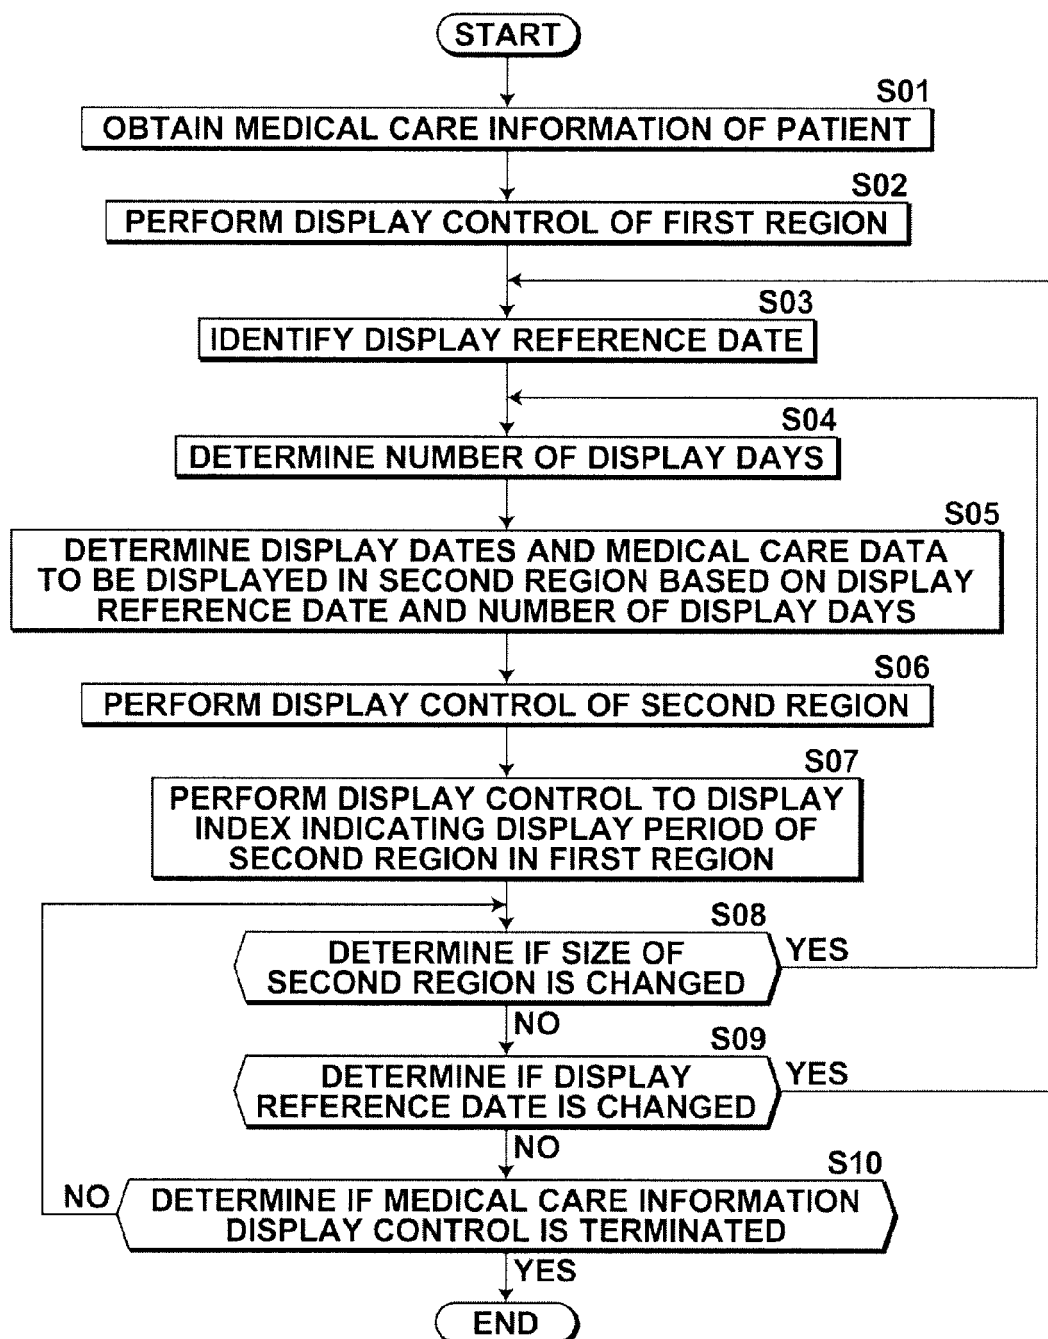 START
S01
OBTAIN MEDICAL CARE INFORMATION OF PATIENT
S02
PERFORM DISPLAY CONTROL OF FIRST REGION
S03
IDENTIFY DISPLAY REFERENCE DATE
S04
DETERMINE NUMBER OF DISPLAY DAYS
S05
DETERMINE DISPLAY DATES AND MEDICAL CARE DATA
TO BE DISPLAYED IN SECOND REGION BASED ON DISPLAY
REFERENCE DATE AND NUMBER OF DISPLAY DAYS
S06
PERFORM DISPLAY CONTROL OF SECOND REGION
S07
PERFORM DISPLAY CONTROL TO DISPLAY
INDEX INDICATING DISPLAY PERIOD OF
SECOND REGION IN FIRST REGION
S08
DETERMINE IF SIZE OF
SECOND REGION IS CHANGED
YES
NO
S09
DETERMINE IF DISPLAY
REFERENCE DATE IS CHANGED
YES
NO
S10
NO
DETERMINE IF MEDICAL CARE INFORMATION
DISPLAY CONTROL IS TERMINATED
YES
END